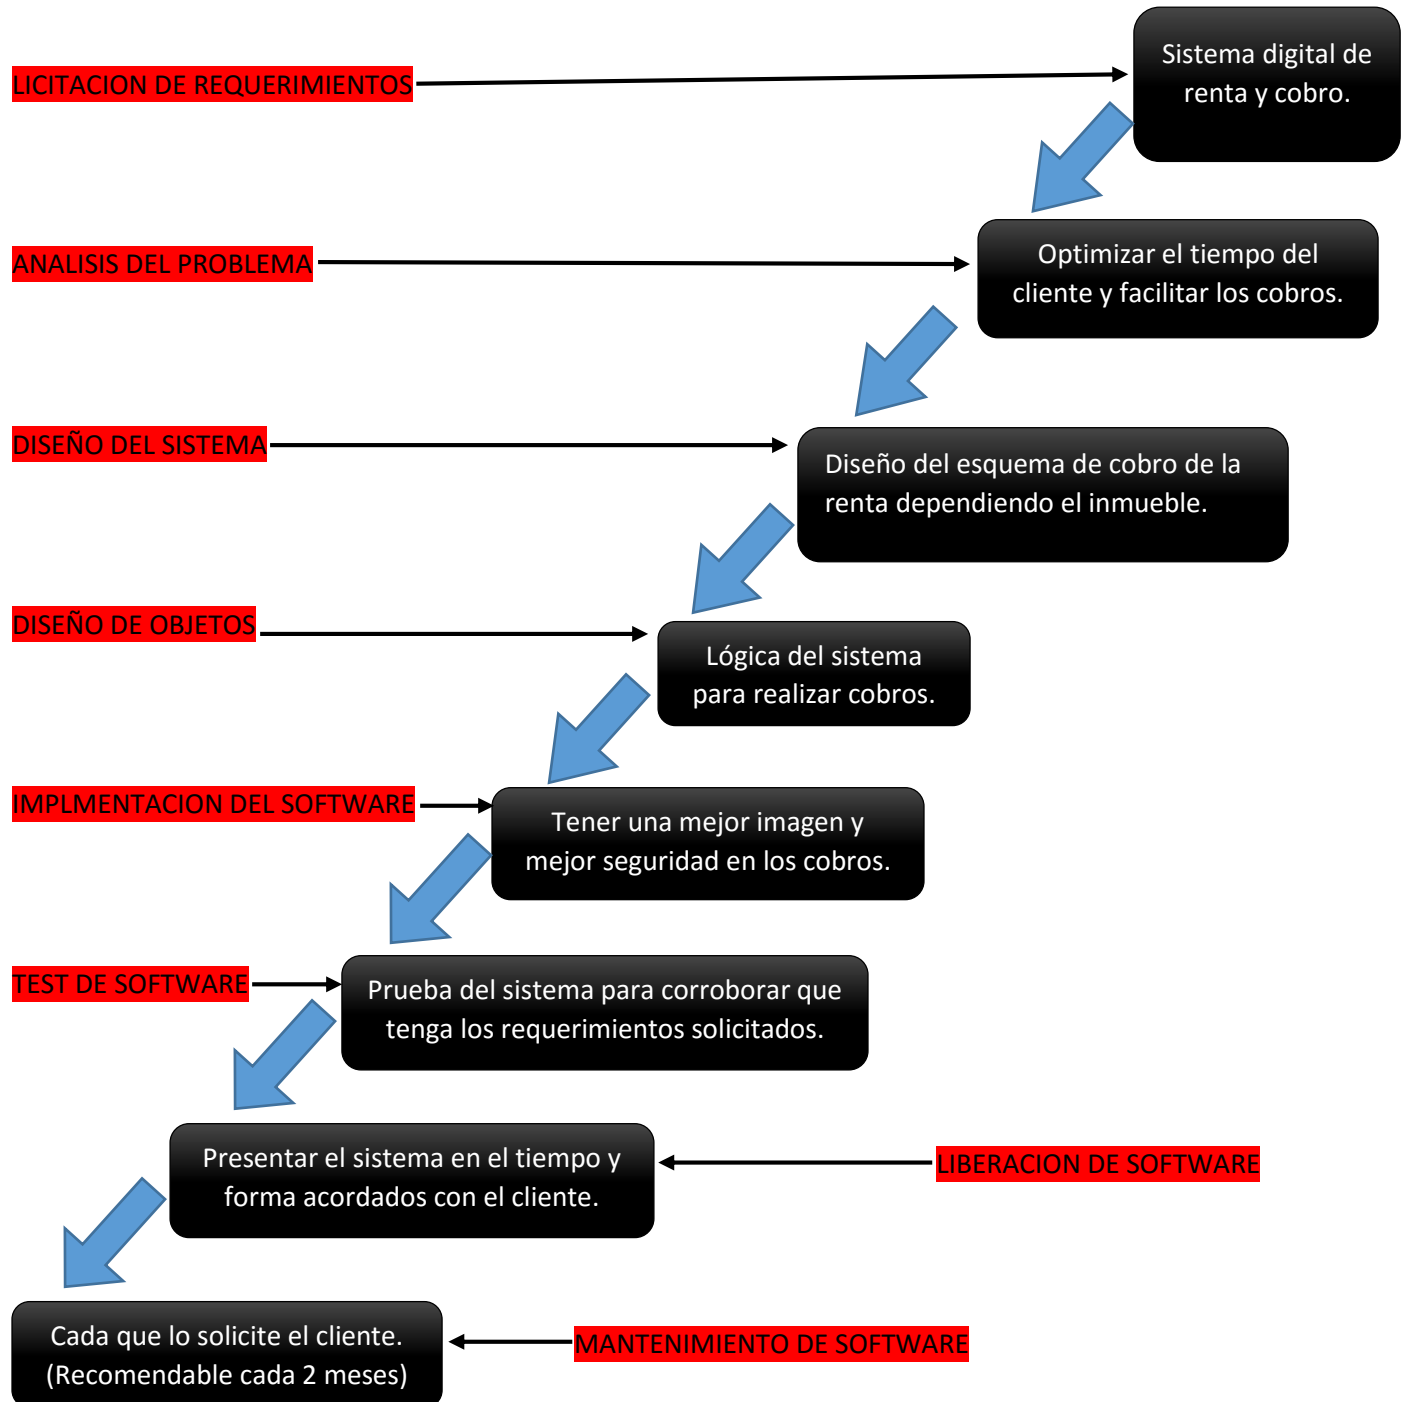 LICITACION DE REQUERIMIENTOS
Sistema digital de
renta y cobro.
ANALISIS DEL PROBLEMA
Optimizar el tiempo del
cliente y facilitar los cobros.
DISEÑO DEL SISTEMA
Diseño del esquema de cobro de la
renta dependiendo el inmueble.
DISEÑO DE OBJETOS
Lógica del sistema
para realizar cobros.
IMPLMENTACION DEL SOFTWARE
Tener una mejor imagen y
mejor seguridad en los cobros.
TEST DE SOFTWARE
Prueba del sistema para corroborar que
tenga los requerimientos solicitados.
Presentar el sistema en el tiempo y
forma acordados con el cliente.
LIBERACION DE SOFTWARE
Cada que lo solicite el cliente.
(Recomendable cada 2 meses)
MANTENIMIENTO DE SOFTWARE